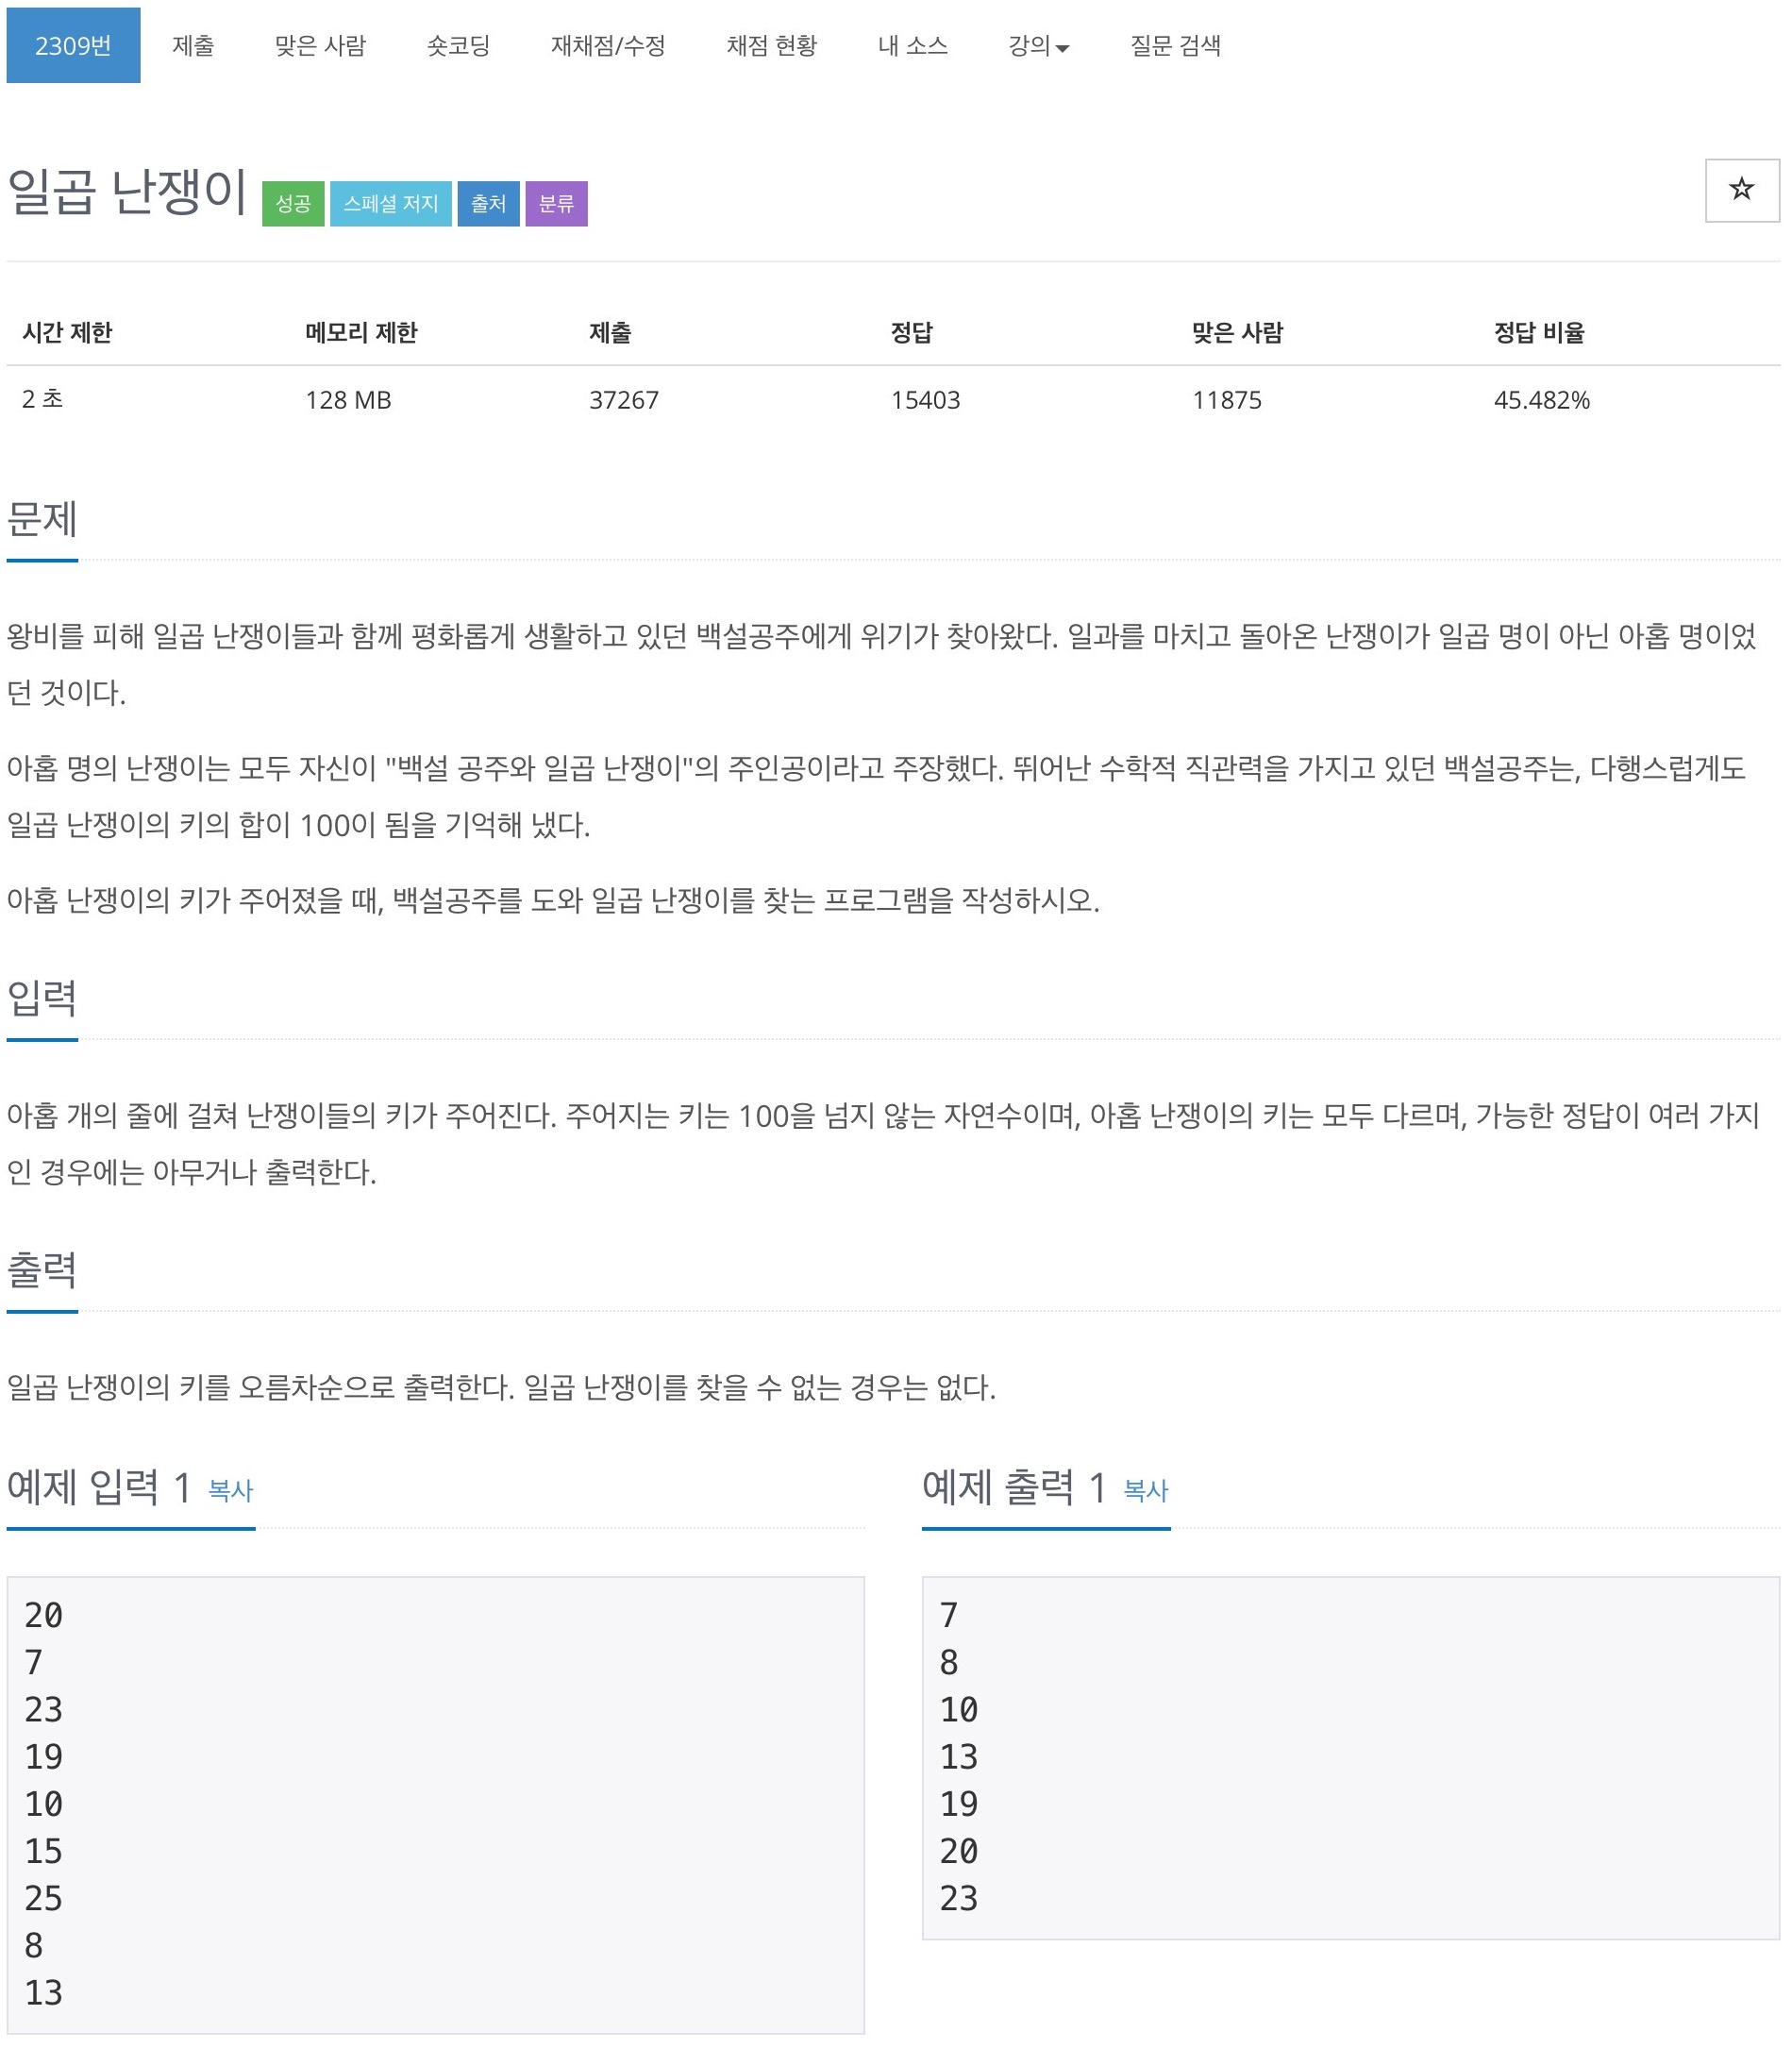 2309번 제출 맞은 사람 숏코딩 재채점/수정 채점 현황 내 소스 강의 질문 검색
일곱 난쟁이 성공 스페셜 저지 출처 분류
시간 제한 메모리 제한 제출 정답 맞은 사람 정답 비율
2 초 128 MB 37267 15403 11875 45.482%
문제
왕비를 피해 일곱 난쟁이들과 함께 평화롭게 생활하고 있던 백설공주에게 위기가 찾아왔다. 일과를 마치고 돌아온 난쟁이가 일곱 명이 아닌 아홉 명이었
던 것이다.
아홉 명의 난쟁이는 모두 자신이 "백설 공주와 일곱 난쟁이"의 주인공이라고 주장했다. 뛰어난 수학적 직관력을 가지고 있던 백설공주는, 다행스럽게도
일곱 난쟁이의 키의 합이 100이 됨을 기억해 냈다.
아홉 난쟁이의 키가 주어졌을 때, 백설공주를 도와 일곱 난쟁이를 찾는 프로그램을 작성하시오.
입력
아홉 개의 줄에 걸쳐 난쟁이들의 키가 주어진다. 주어지는 키는 100을 넘지 않는 자연수이며, 아홉 난쟁이의 키는 모두 다르며, 가능한 정답이 여러 가지
인 경우에는 아무거나 출력한다.
출력
일곱 난쟁이의 키를 오름차순으로 출력한다. 일곱 난쟁이를 찾을 수 없는 경우는 없다.
예제 입력 1 복사
20
7
23
19
10
15
25
8
13
예제 출력 1 복사
7
8
10
13
19
20
23